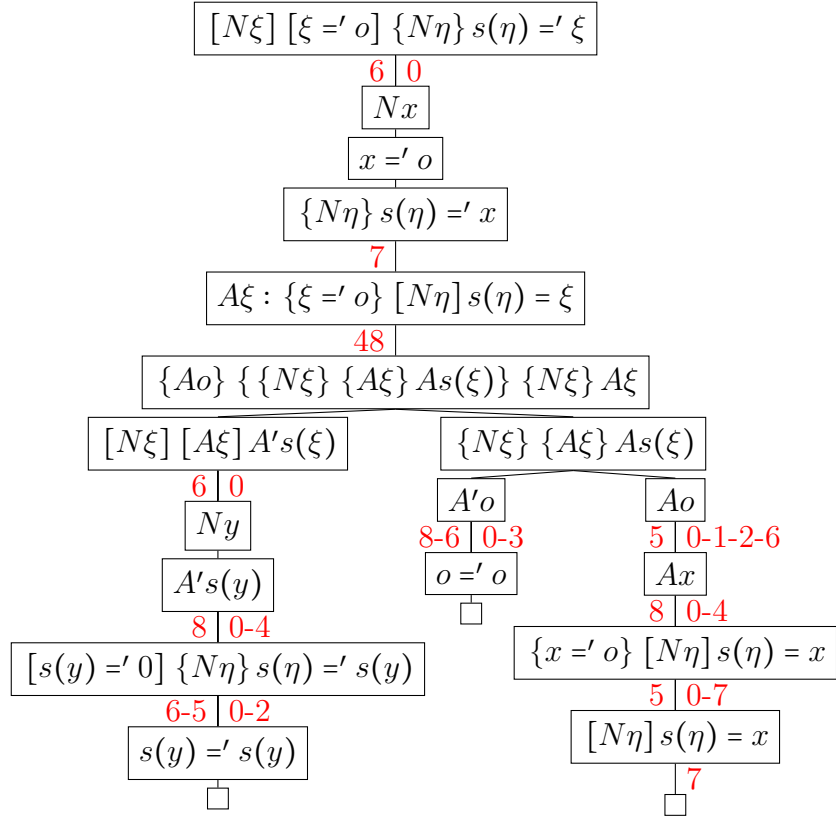 [Nξ] [ξ =′ o] {Nη} s(η) =′ ξ
6 0
Nx
x =′ o
{Nη} s(η) =′ x
7
Aξ : {ξ =′ o} [Nη] s(η) = ξ
48
{Ao} { {Nξ} {Aξ} As(ξ)} {Nξ} Aξ
[Nξ] [Aξ] A′s(ξ) {Nξ} {Aξ} As(ξ)
6 0
A′o Ao
Ny
8-6 0-3 5 0-1-2-6
A′s(y) o =′ o Ax
8 0-4 8 0-4
[s(y) =′ 0] {Nη} s(η) =′ s(y) {x =′ o} [Nη] s(η) = x
6-5 0-2 5 0-7
s(y) =′ s(y) [Nη] s(η) = x
7